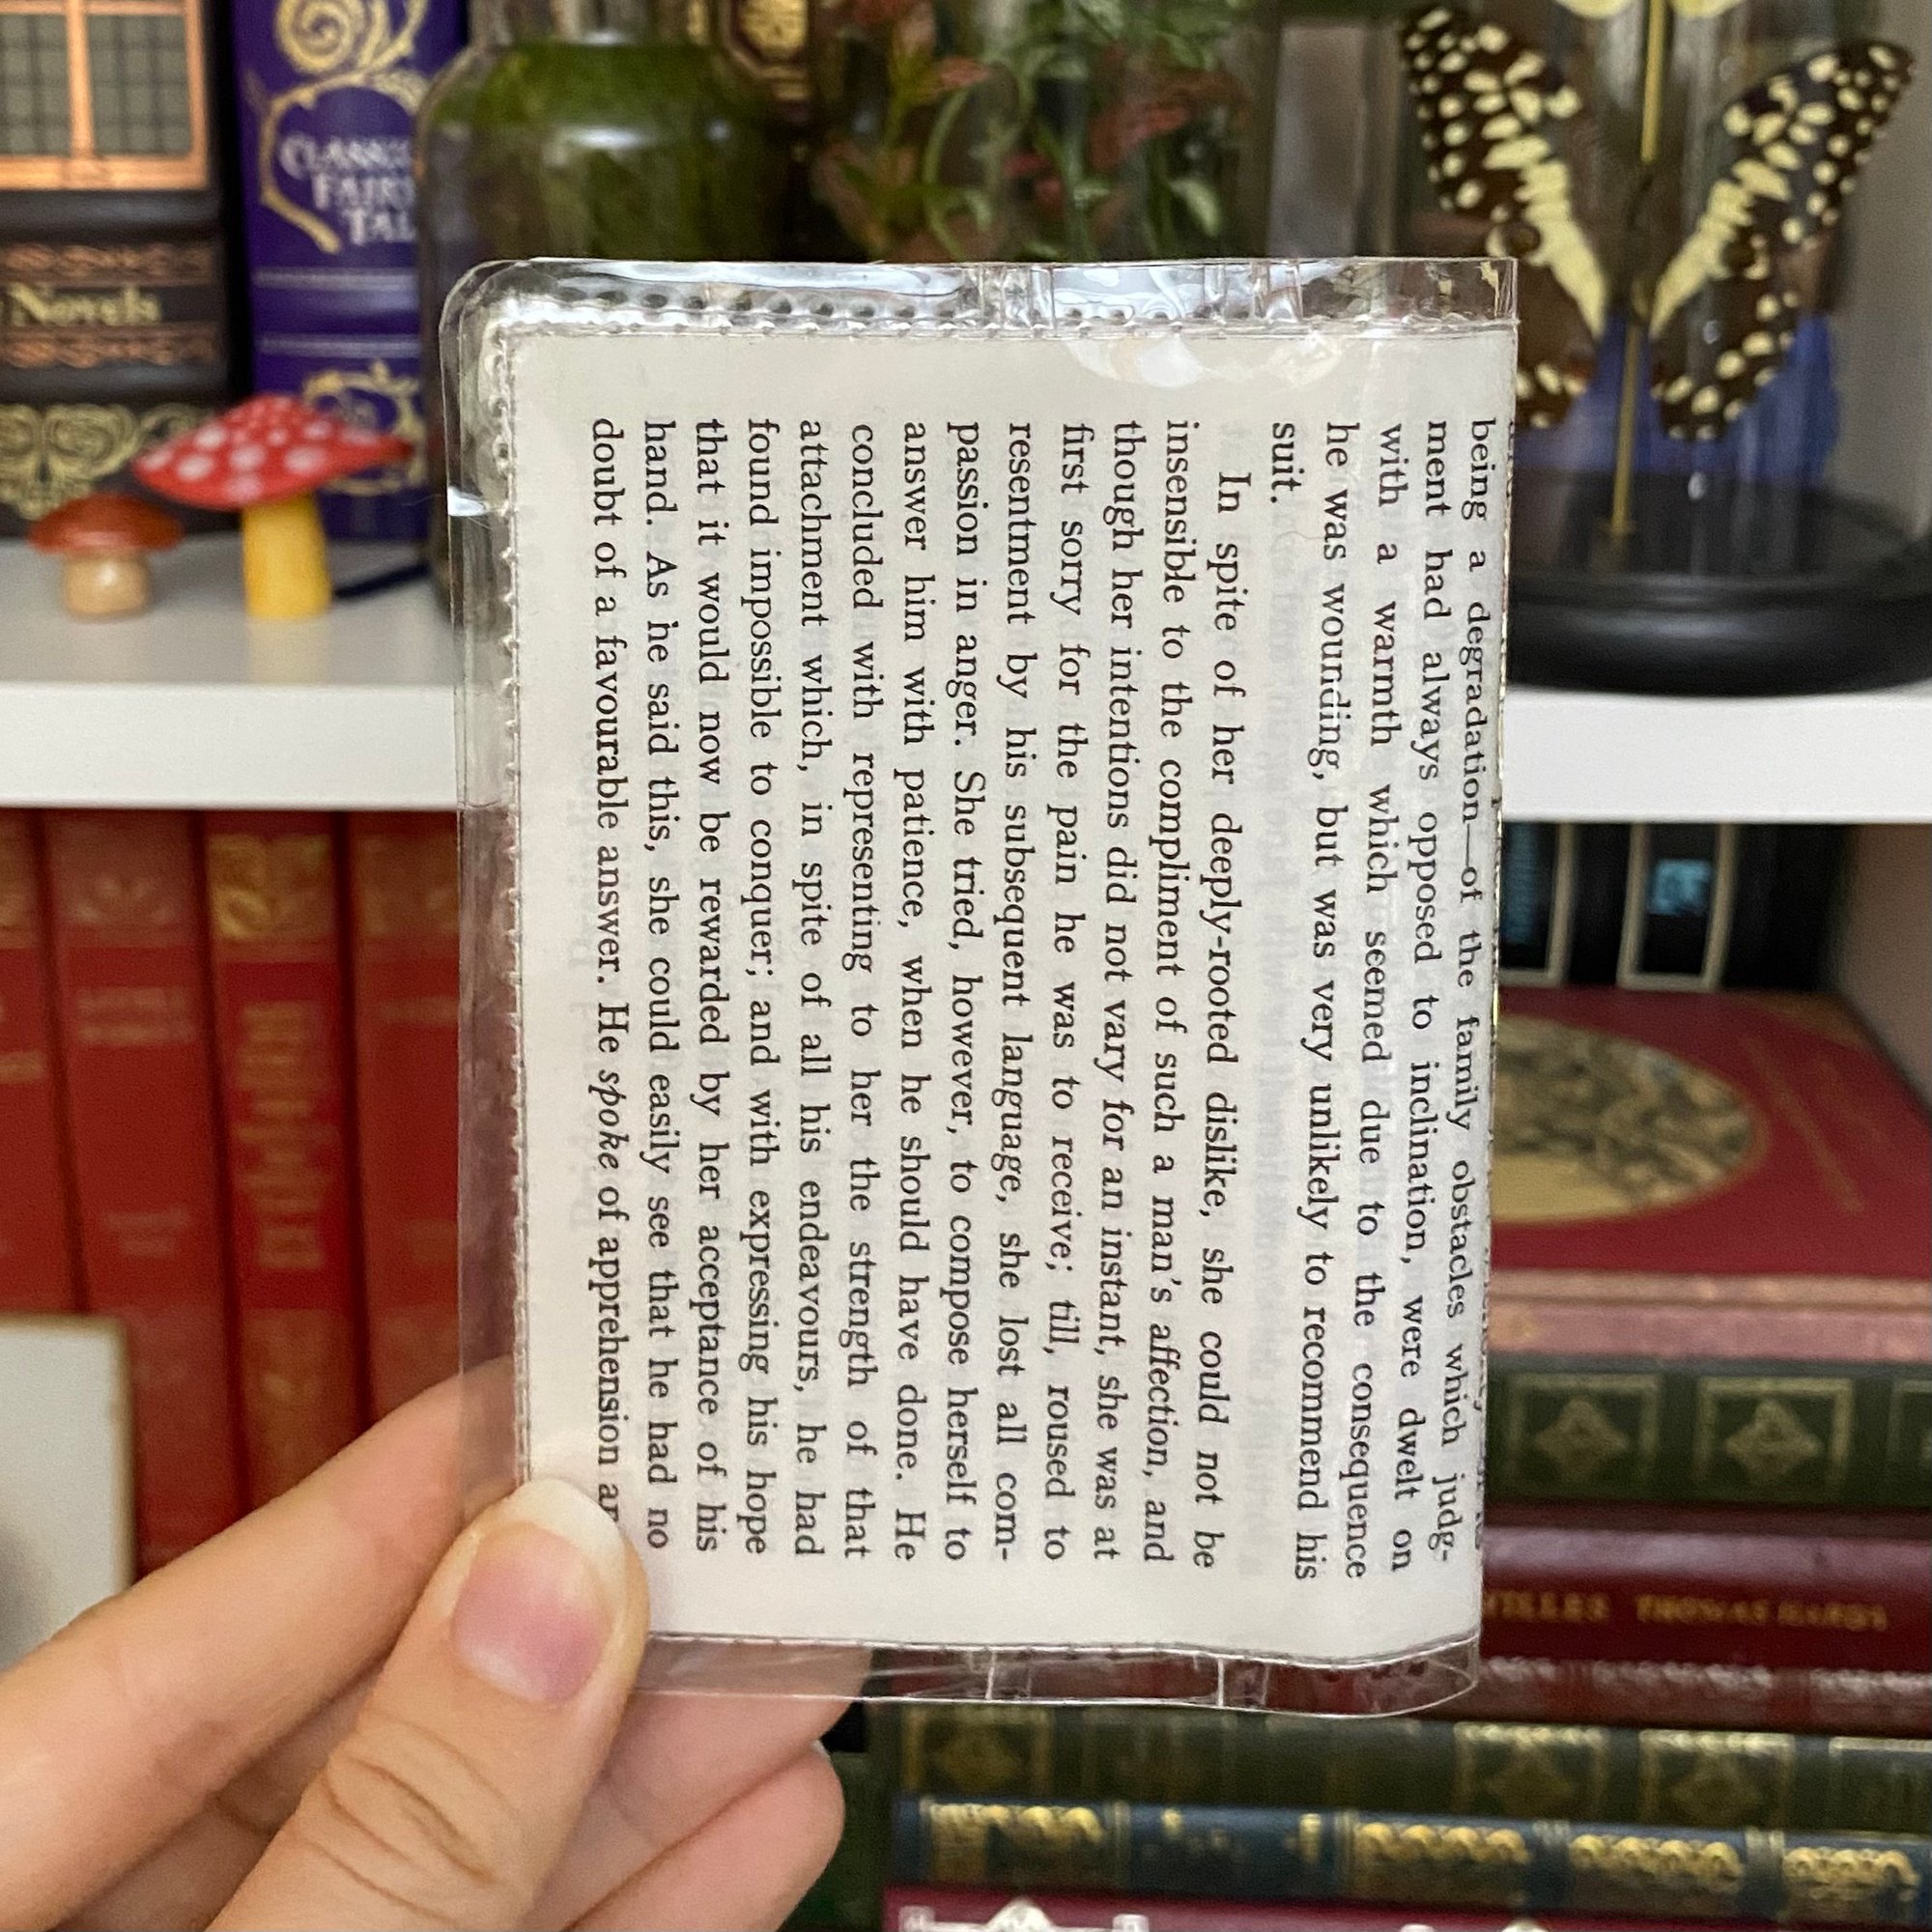 Novels
CLASSIC
FAIRY
TAL
being a degradation—of the family obstacles which judg-
ment had always opposed to inclination, were dwelt on
with a warmth which seemed due to the consequence
he was wounding, but was very unlikely to recommend his
suit.
In spite of her deeply-rooted dislike, she could not be
insensible to the compliment of such a man's affection, and
though her intentions did not vary for an instant, she was at
first sorry for the pain he was to receive; till, roused to
resentment by his subsequent language, she lost all com-
passion in anger. She tried, however, to compose herself to
answer him with patience, when he should have done. He
concluded with representing to her the strength of that
attachment which, in spite of all his endeavours, he had
found impossible to conquer; and with expressing his hope
that it would now be rewarded by her acceptance of his
hand. As he said this, she could easily see that he had no
doubt of a favourable answer. He spoke of apprehension an
VILLES THOMAS HARDY